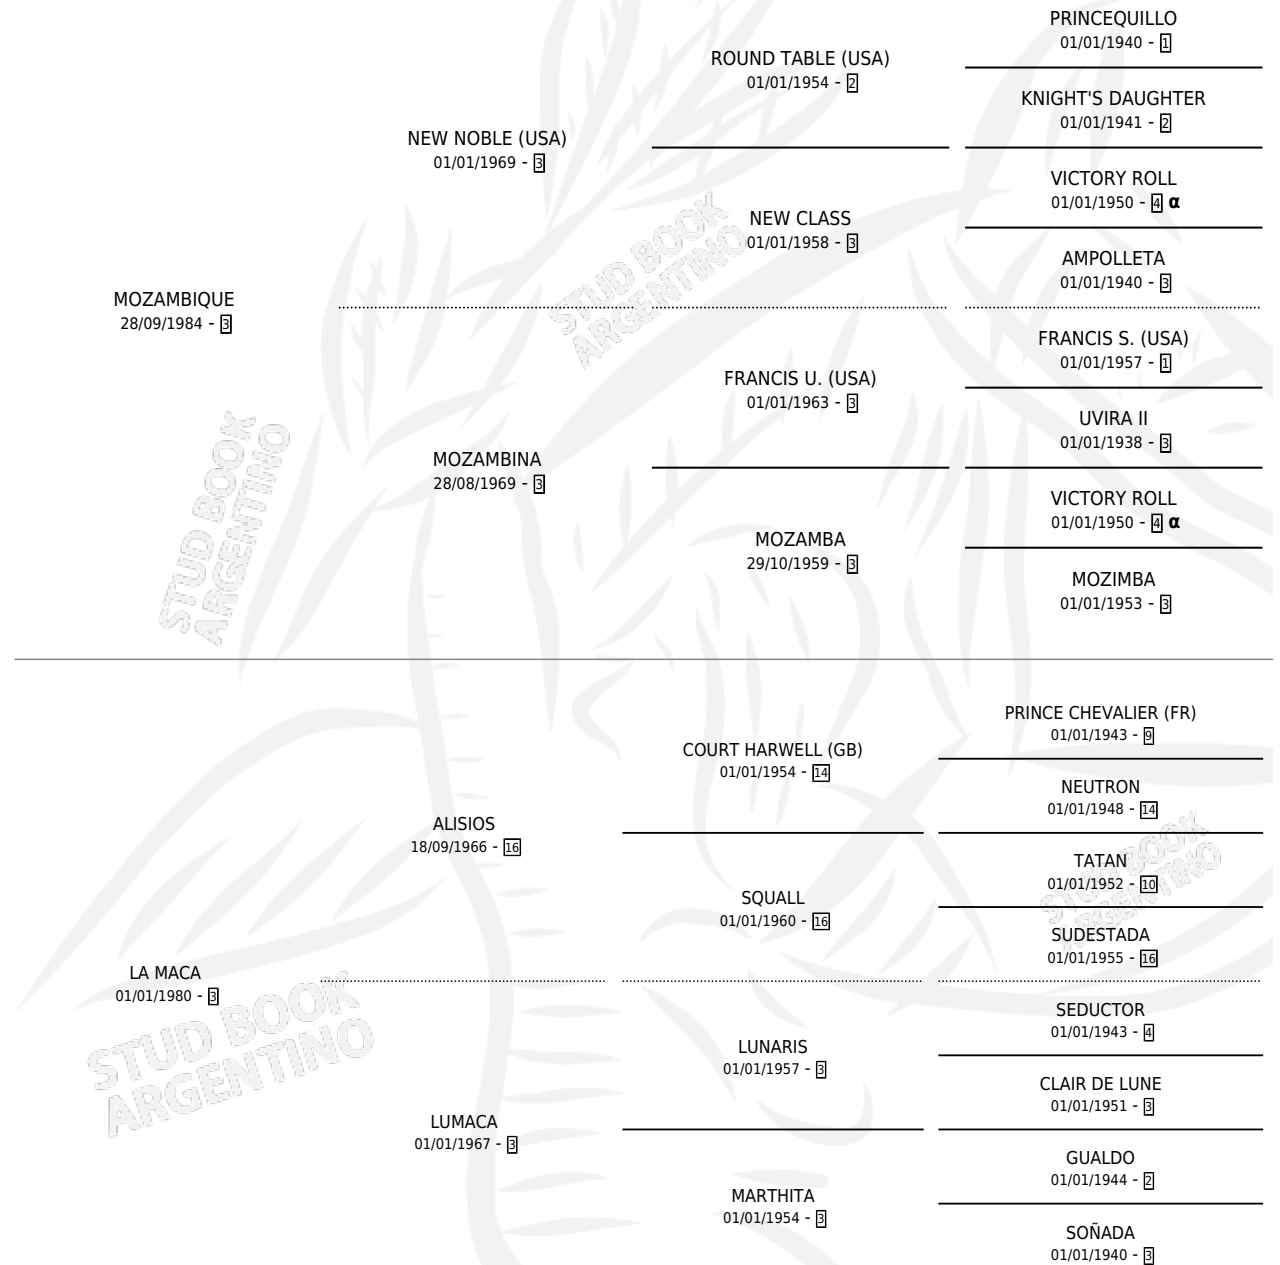 PRINCEQUILLO
01/01/1940 - 1
ROUND TABLE (USA)
01/01/1954 - 2
KNIGHT'S DAUGHTER
01/01/1941 - 2
NEW NOBLE (USA)
01/01/1969 - 3
VICTORY ROLL
01/01/1950 - 4 α
NEW CLASS
01/01/1958 - 3
AMPOLLETA
01/01/1940 - 3
MOZAMBIQUE
28/09/1984 - 3
FRANCIS S. (USA)
01/01/1957 - 1
FRANCIS U. (USA)
01/01/1963 - 3
UVIRA II
01/01/1938 - 3
MOZAMBINA
28/08/1969 - 3
VICTORY ROLL
01/01/1950 - 4 α
MOZAMBA
29/10/1959 - 3
MOZIMBA
01/01/1953 - 3
STUD BOOK
ARGENTINO
STUD BOOK
ARGENTINO
PRINCE CHEVALIER (FR)
01/01/1943 - 9
COURT HARWELL (GB)
01/01/1954 - 14
NEUTRON
01/01/1948 - 14
ALISIOS
18/09/1966 - 16
TATAN
01/01/1952 - 10
SQUALL
01/01/1960 - 16
SUDESTADA
01/01/1955 - 16
LA MACA
01/01/1980 - 3
SEDUCTOR
01/01/1943 - 4
LUNARIS
01/01/1957 - 3
CLAIR DE LUNE
01/01/1951 - 3
LUMACA
01/01/1967 - 3
GUALDO
01/01/1944 - 2
MARTHITA
01/01/1954 - 3
SOÑADA
01/01/1940 - 3
STUD BOOK
ARGENTINO
STUD BOOK
ARGENTINO